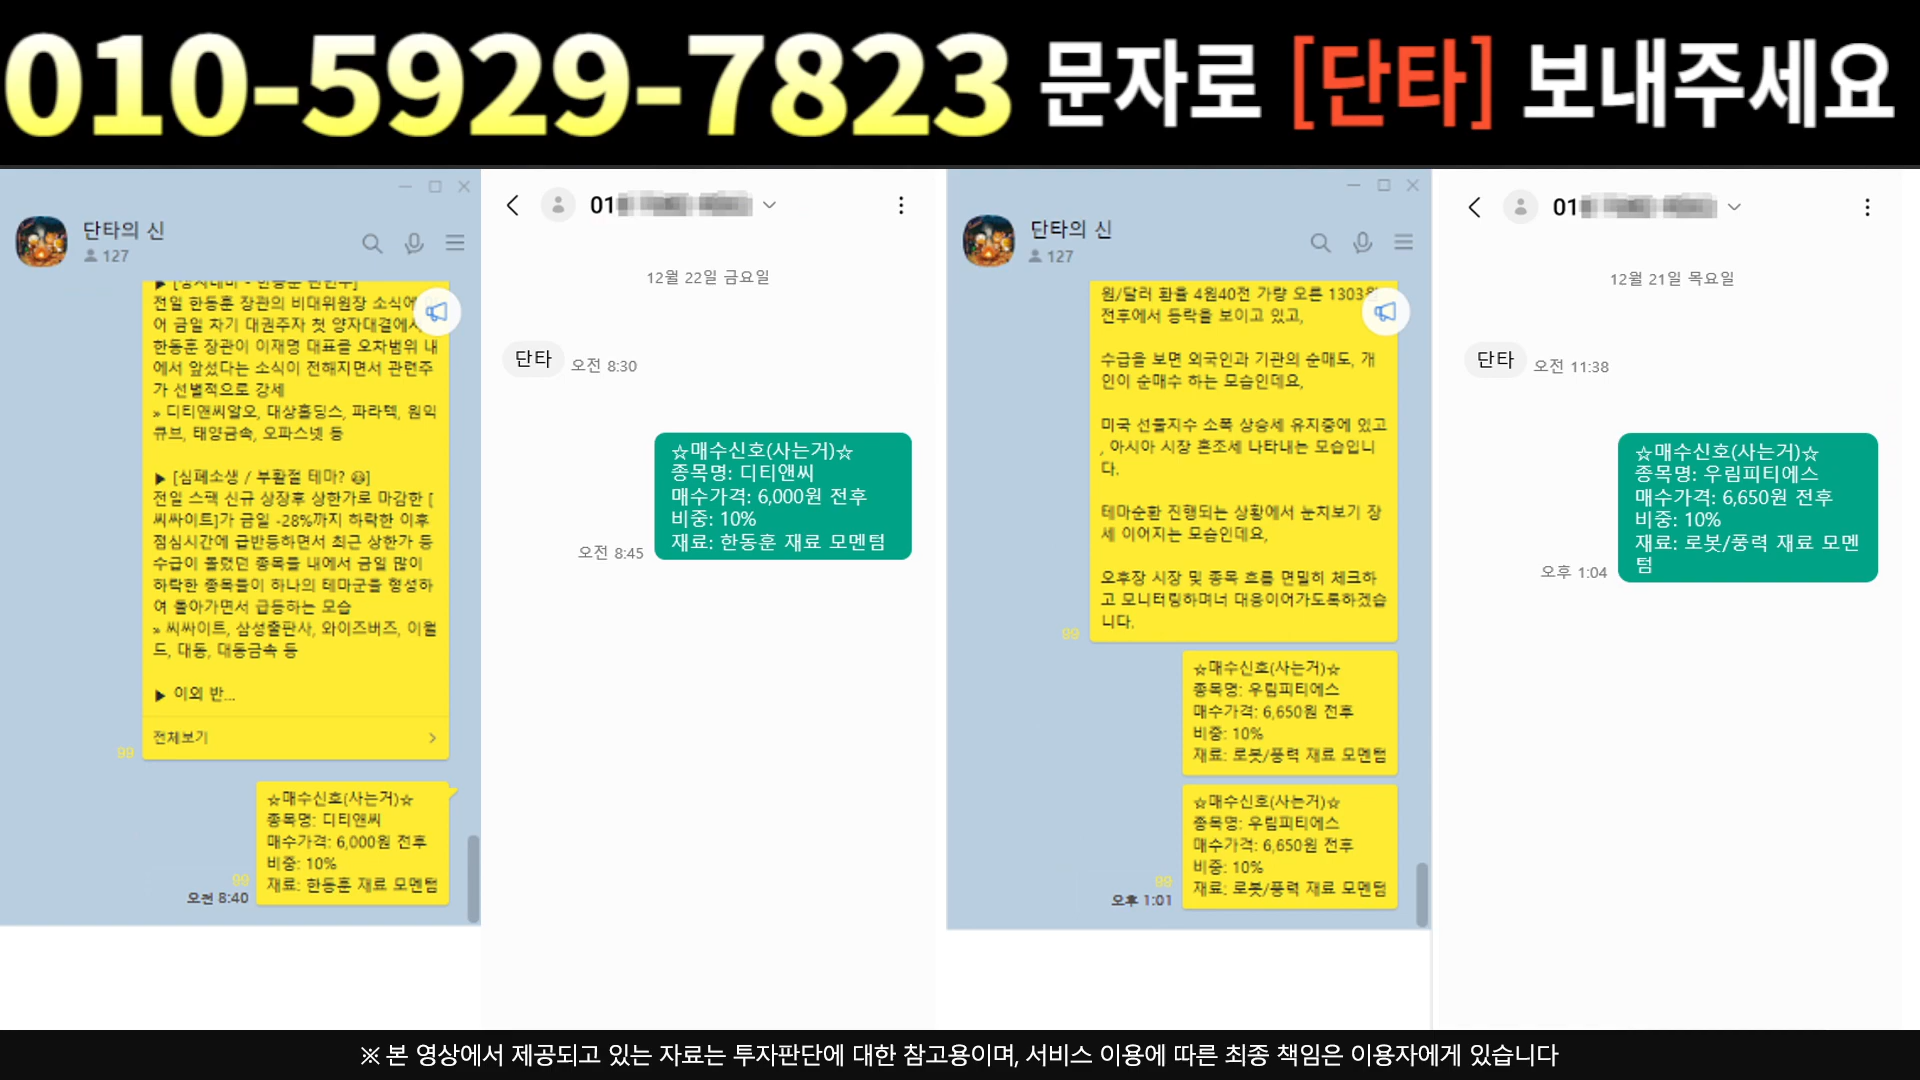 010-5929-7823 문자로 [단타] 보내주세요
단타의 신
127
전일 한동훈 장관의 비대위원장 소식에
어 금일 차기 대권주자 첫 양자대결에서
한동훈 장관이 이재명 대표를 오차범위 내
에서 앞섰다는 소식이 전해지면서 관련주
가 선별적으로 강세
» 디티앤씨알오, 대상홀딩스, 파라텍, 원익
큐브, 태양금속, 오파스넷 등
▶ [심폐소생 / 부활절 테마? 😷]
전일 스팩 신규 상장후 상한가로 마감한 [
씨싸이트]가 금일 -28%까지 하락한 이후
점심시간에 급반등하면서 최근 상한가 등
수급이 몰렸던 종목들 내에서 금일 많이
하락한 종목들이 하나의 테마군을 형성하
여 돌아가면서 급등하는 모습
» 씨싸이트, 삼성출판사, 와이즈버즈, 이월
드, 대동, 대동금속 등
▶ 이외 반...
전체보기
99
☆매수신호(사는거)☆
종목명: 디티앤씨
매수가격: 6,000원 전후
비중: 10%
재료: 한동훈 재료 모멘텀
99
오전 8:40
01
12월 22일 금요일
단타
오전 8:30
☆매수신호(사는거)☆
종목명: 디티앤씨
매수가격: 6,000원 전후
비중: 10%
재료: 한동훈 재료 모멘텀
오전 8:45
단타의 신
127
원/달러 환율 4원40전 가량 오른 1303원
전후에서 등락을 보이고 있고,
수급을 보면 외국인과 기관의 순매도, 개
인이 순매수 하는 모습인데요,
미국 선물지수 소폭 상승세 유지중에 있고
, 아시아 시장 혼조세 나타내는 모습입니
다.
테마순환 진행되는 상황에서 눈치보기 장
세 이어지는 모습인데요,
오후장 시장 및 종목 흐름 면밀히 체크하
고 모니터링하며너 대응이어가도록하겠습
니다.
99
☆매수신호(사는거)☆
종목명: 우림피티에스
매수가격: 6,650원 전후
비중: 10%
재료: 로봇/풍력 재료 모멘텀
☆매수신호(사는거)☆
종목명: 우림피티에스
매수가격: 6,650원 전후
비중: 10%
재료: 로봇/풍력 재료 모멘텀
99
오후 1:01
01
12월 21일 목요일
단타
오전 11:38
☆매수신호(사는거)☆
종목명: 우림피티에스
매수가격: 6,650원 전후
비중: 10%
재료: 로봇/풍력 재료 모멘
텀
오후 1:04
※ 본 영상에서 제공되고 있는 자료는 투자판단에 대한 참고용이며, 서비스 이용에 따른 최종 책임은 이용자에게 있습니다